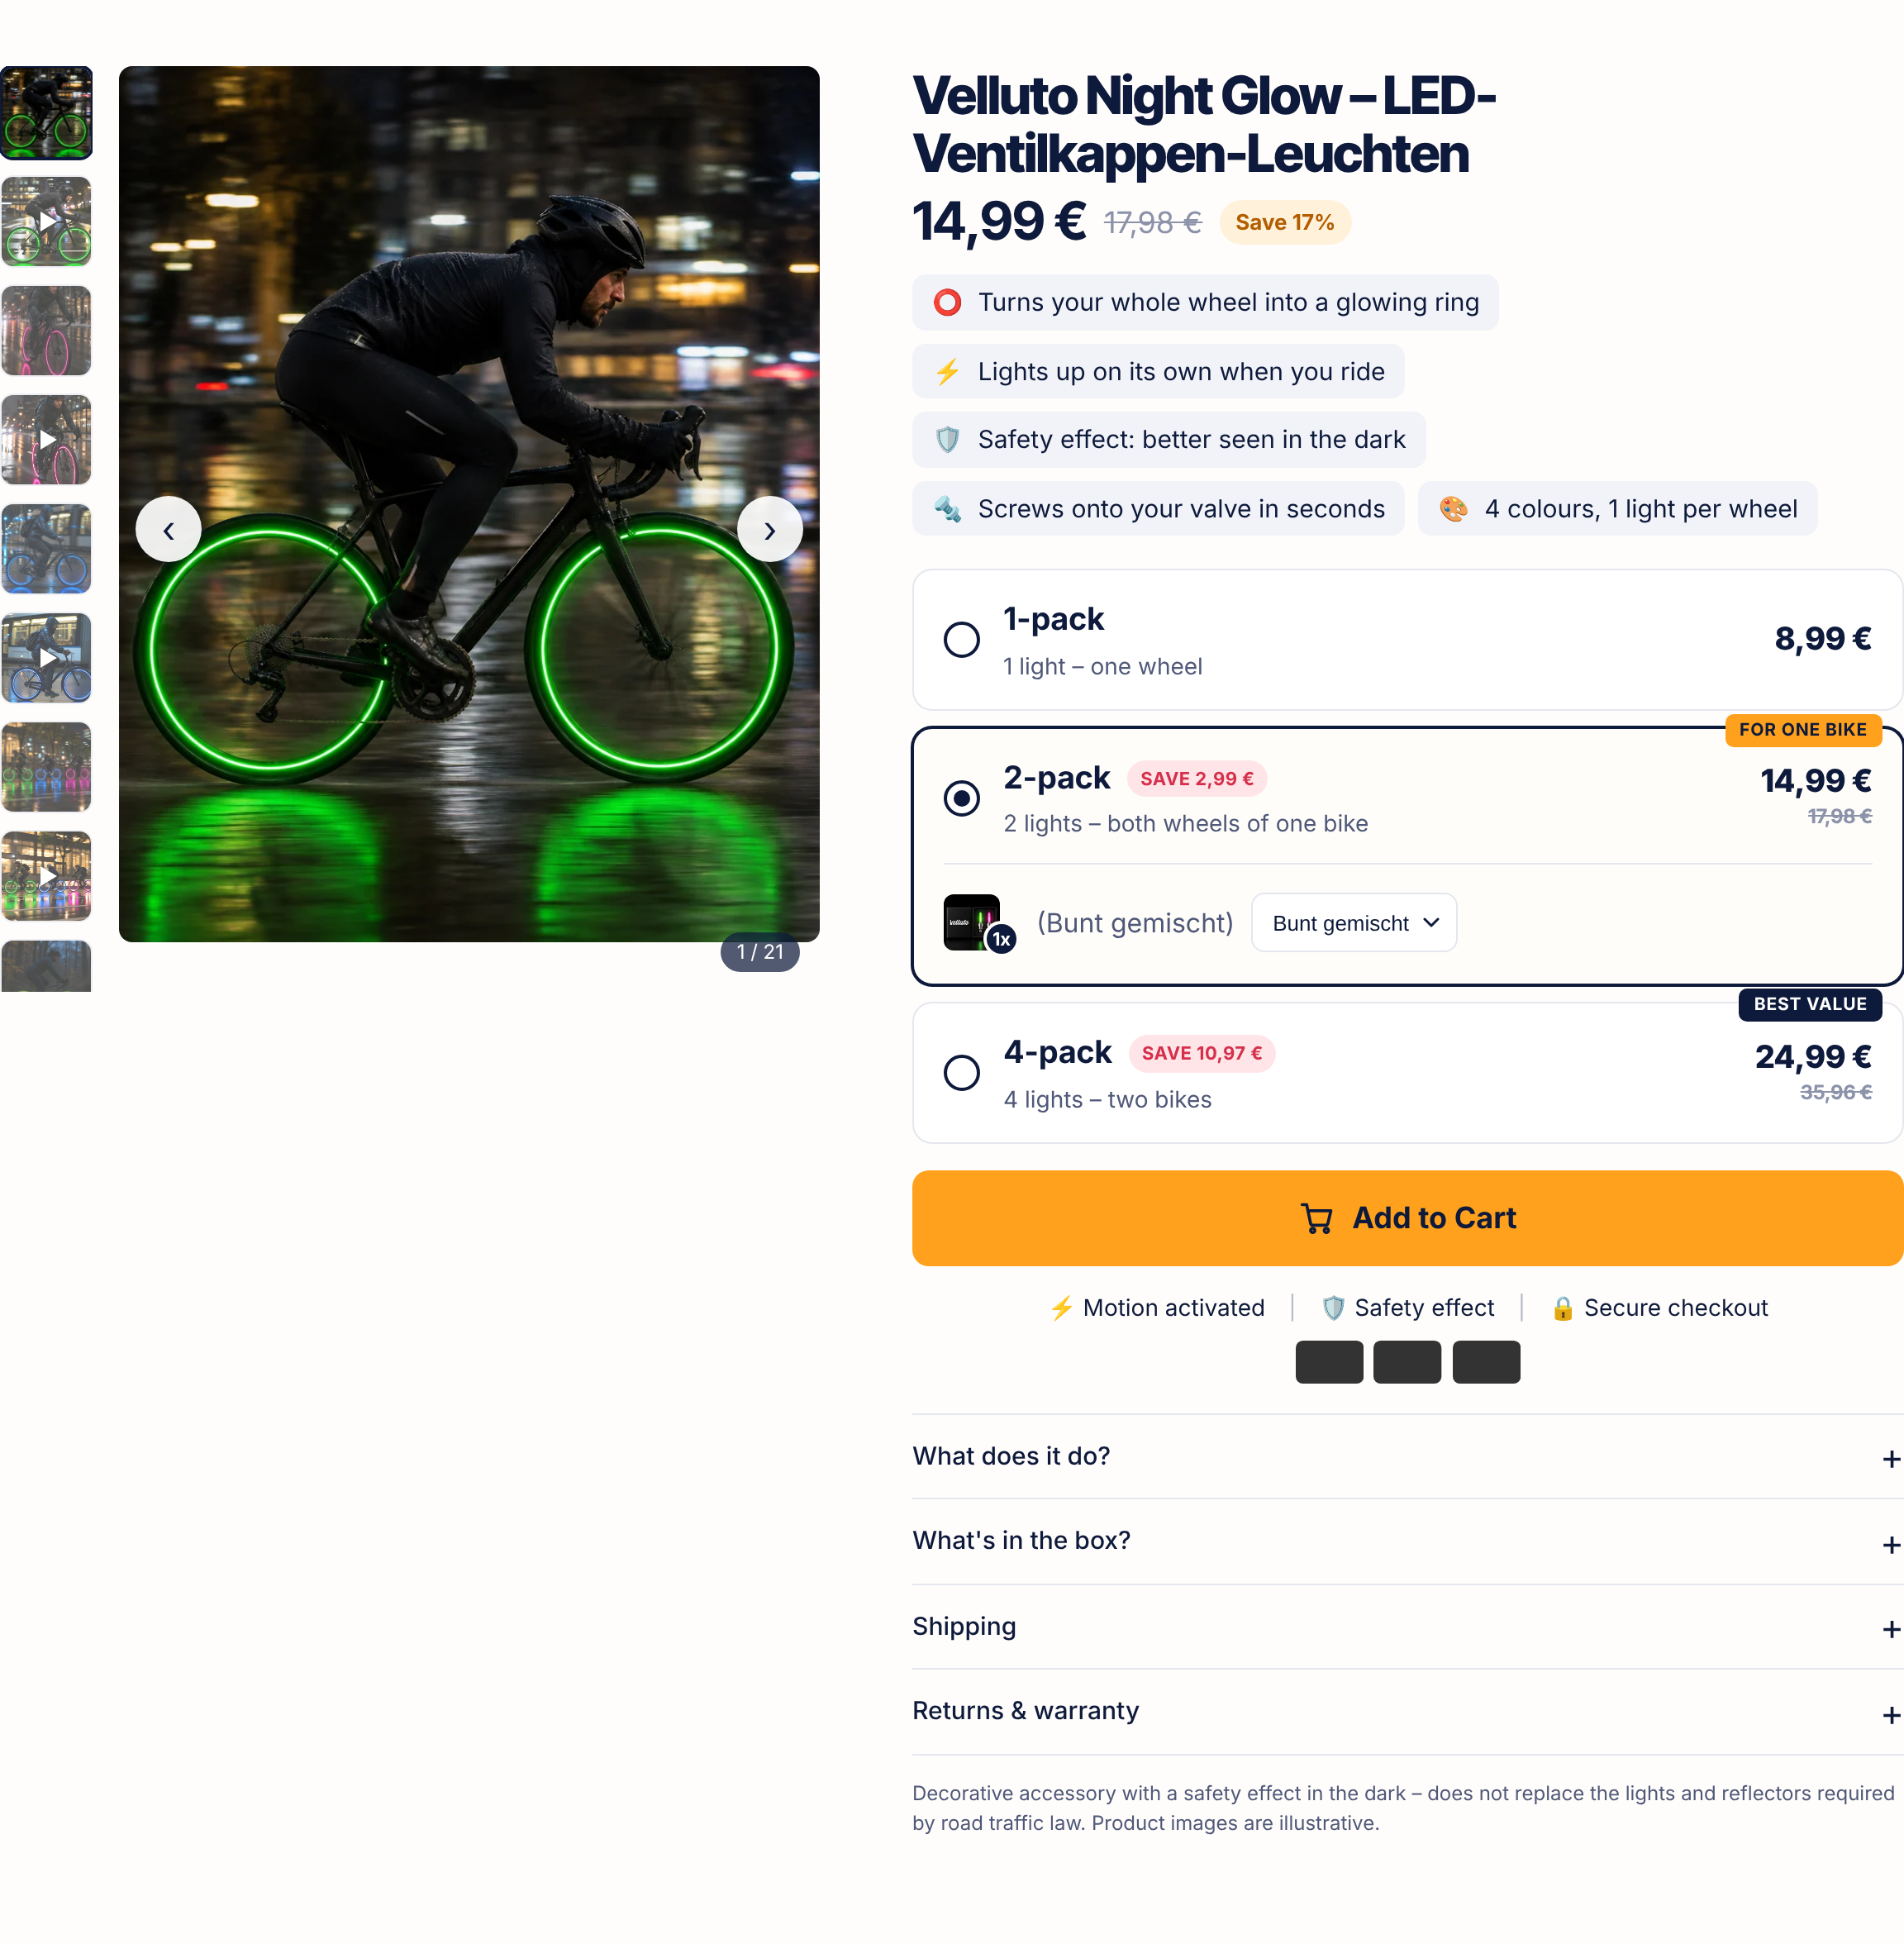 Velluto Night Glow – LED-
Ventilkappen-Leuchten
14,99 € 17,98 € Save 17%
⭕ Turns your whole wheel into a glowing ring
⚡ Lights up on its own when you ride
🛡️ Safety effect: better seen in the dark
🔩 Screws onto your valve in seconds
🎨 4 colours, 1 light per wheel
1-pack
1 light – one wheel
8,99 €
FOR ONE BIKE
2-pack SAVE 2,99 €
2 lights – both wheels of one bike
14,99 €
17,98 €
Velluto
1x
(Bunt gemischt) Bunt gemischt
BEST VALUE
4-pack SAVE 10,97 €
4 lights – two bikes
24,99 €
35,96 €
1 / 21
Add to Cart
⚡ Motion activated | 🛡️ Safety effect | 🔒 Secure checkout
What does it do? +
What's in the box? +
Shipping +
Returns & warranty +
Decorative accessory with a safety effect in the dark – does not replace the lights and reflectors required
by road traffic law. Product images are illustrative.